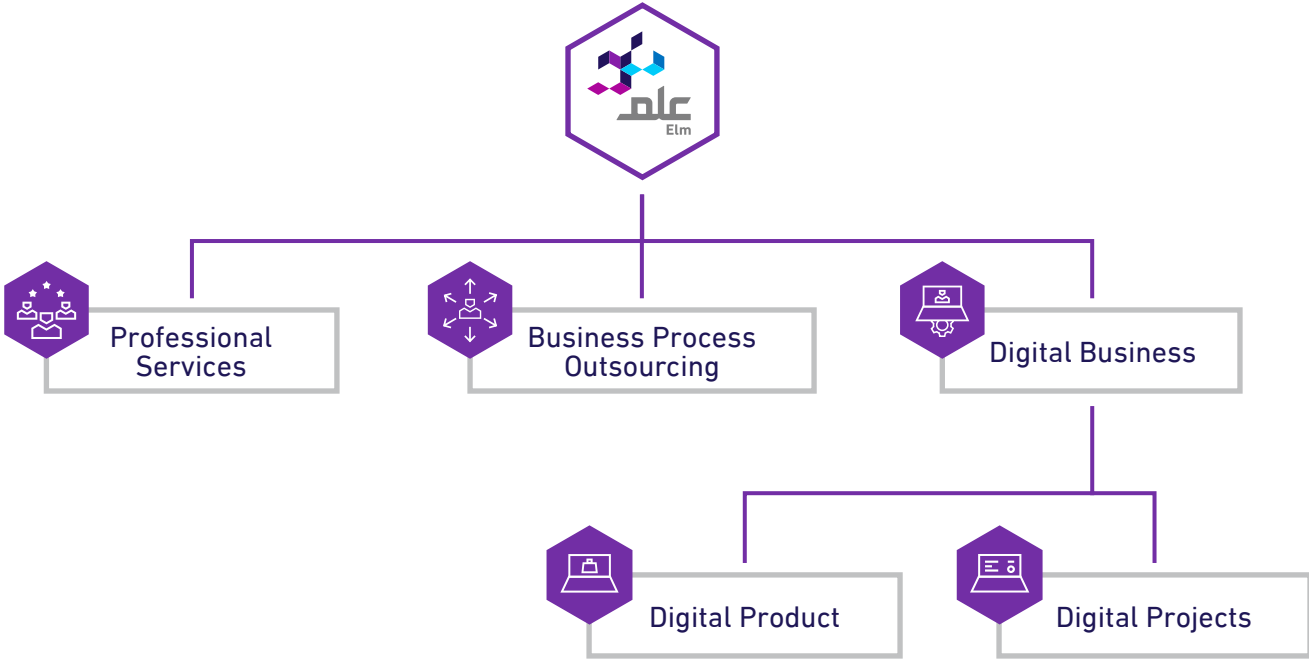 علم
Elm
Professional
Services
Business Process
Outsourcing
Digital Business
Digital Product
Digital Projects